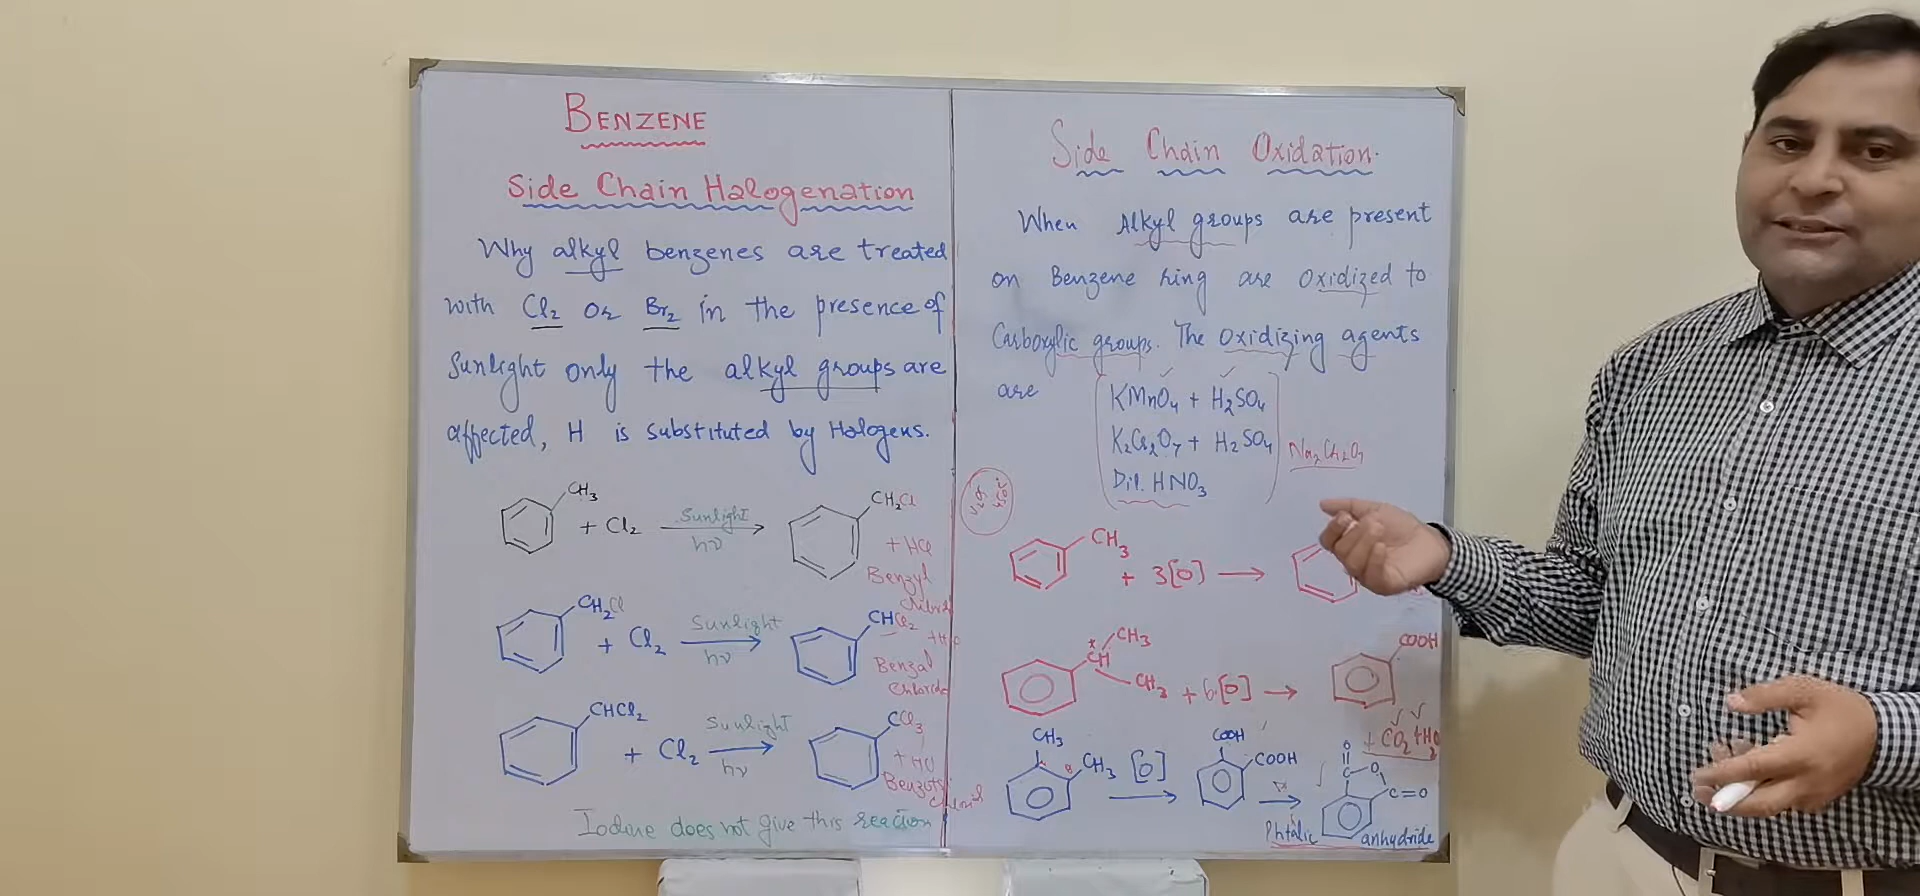 BENZENE
Side Chain Halogenation
Why alkyl benzenes are treated
with Cl2 or Br2 in the presence of
Sunlight only the alkyl groups are
affected, H is substituted by Halogens.
CH3 + Cl2 Sunlight hν CH2Cl
+ HCl
Benzyl
CH2Cl + Cl2 Sunlight hν CHCl2
Benzal
Chloride
CHCl2 + Cl2 Sunlight hν CCl3
Iodine does not give this reaction
Side Chain Oxidation.
When Alkyl groups are present
on Benzene ring are Oxidized to
Carboxylic groups. The Oxidizing agents
are KMnO4 + H2SO4
K2Cr2O7 + H2SO4 Na2Cr2O7
Dil. HNO3
CH3 + 3[O]
CH CH3 CH3 + 6[O] COOH
+ CO2 + H2O
CH3 CH3 [O] COOH COOH O C O C=O
Phtalic anhydride